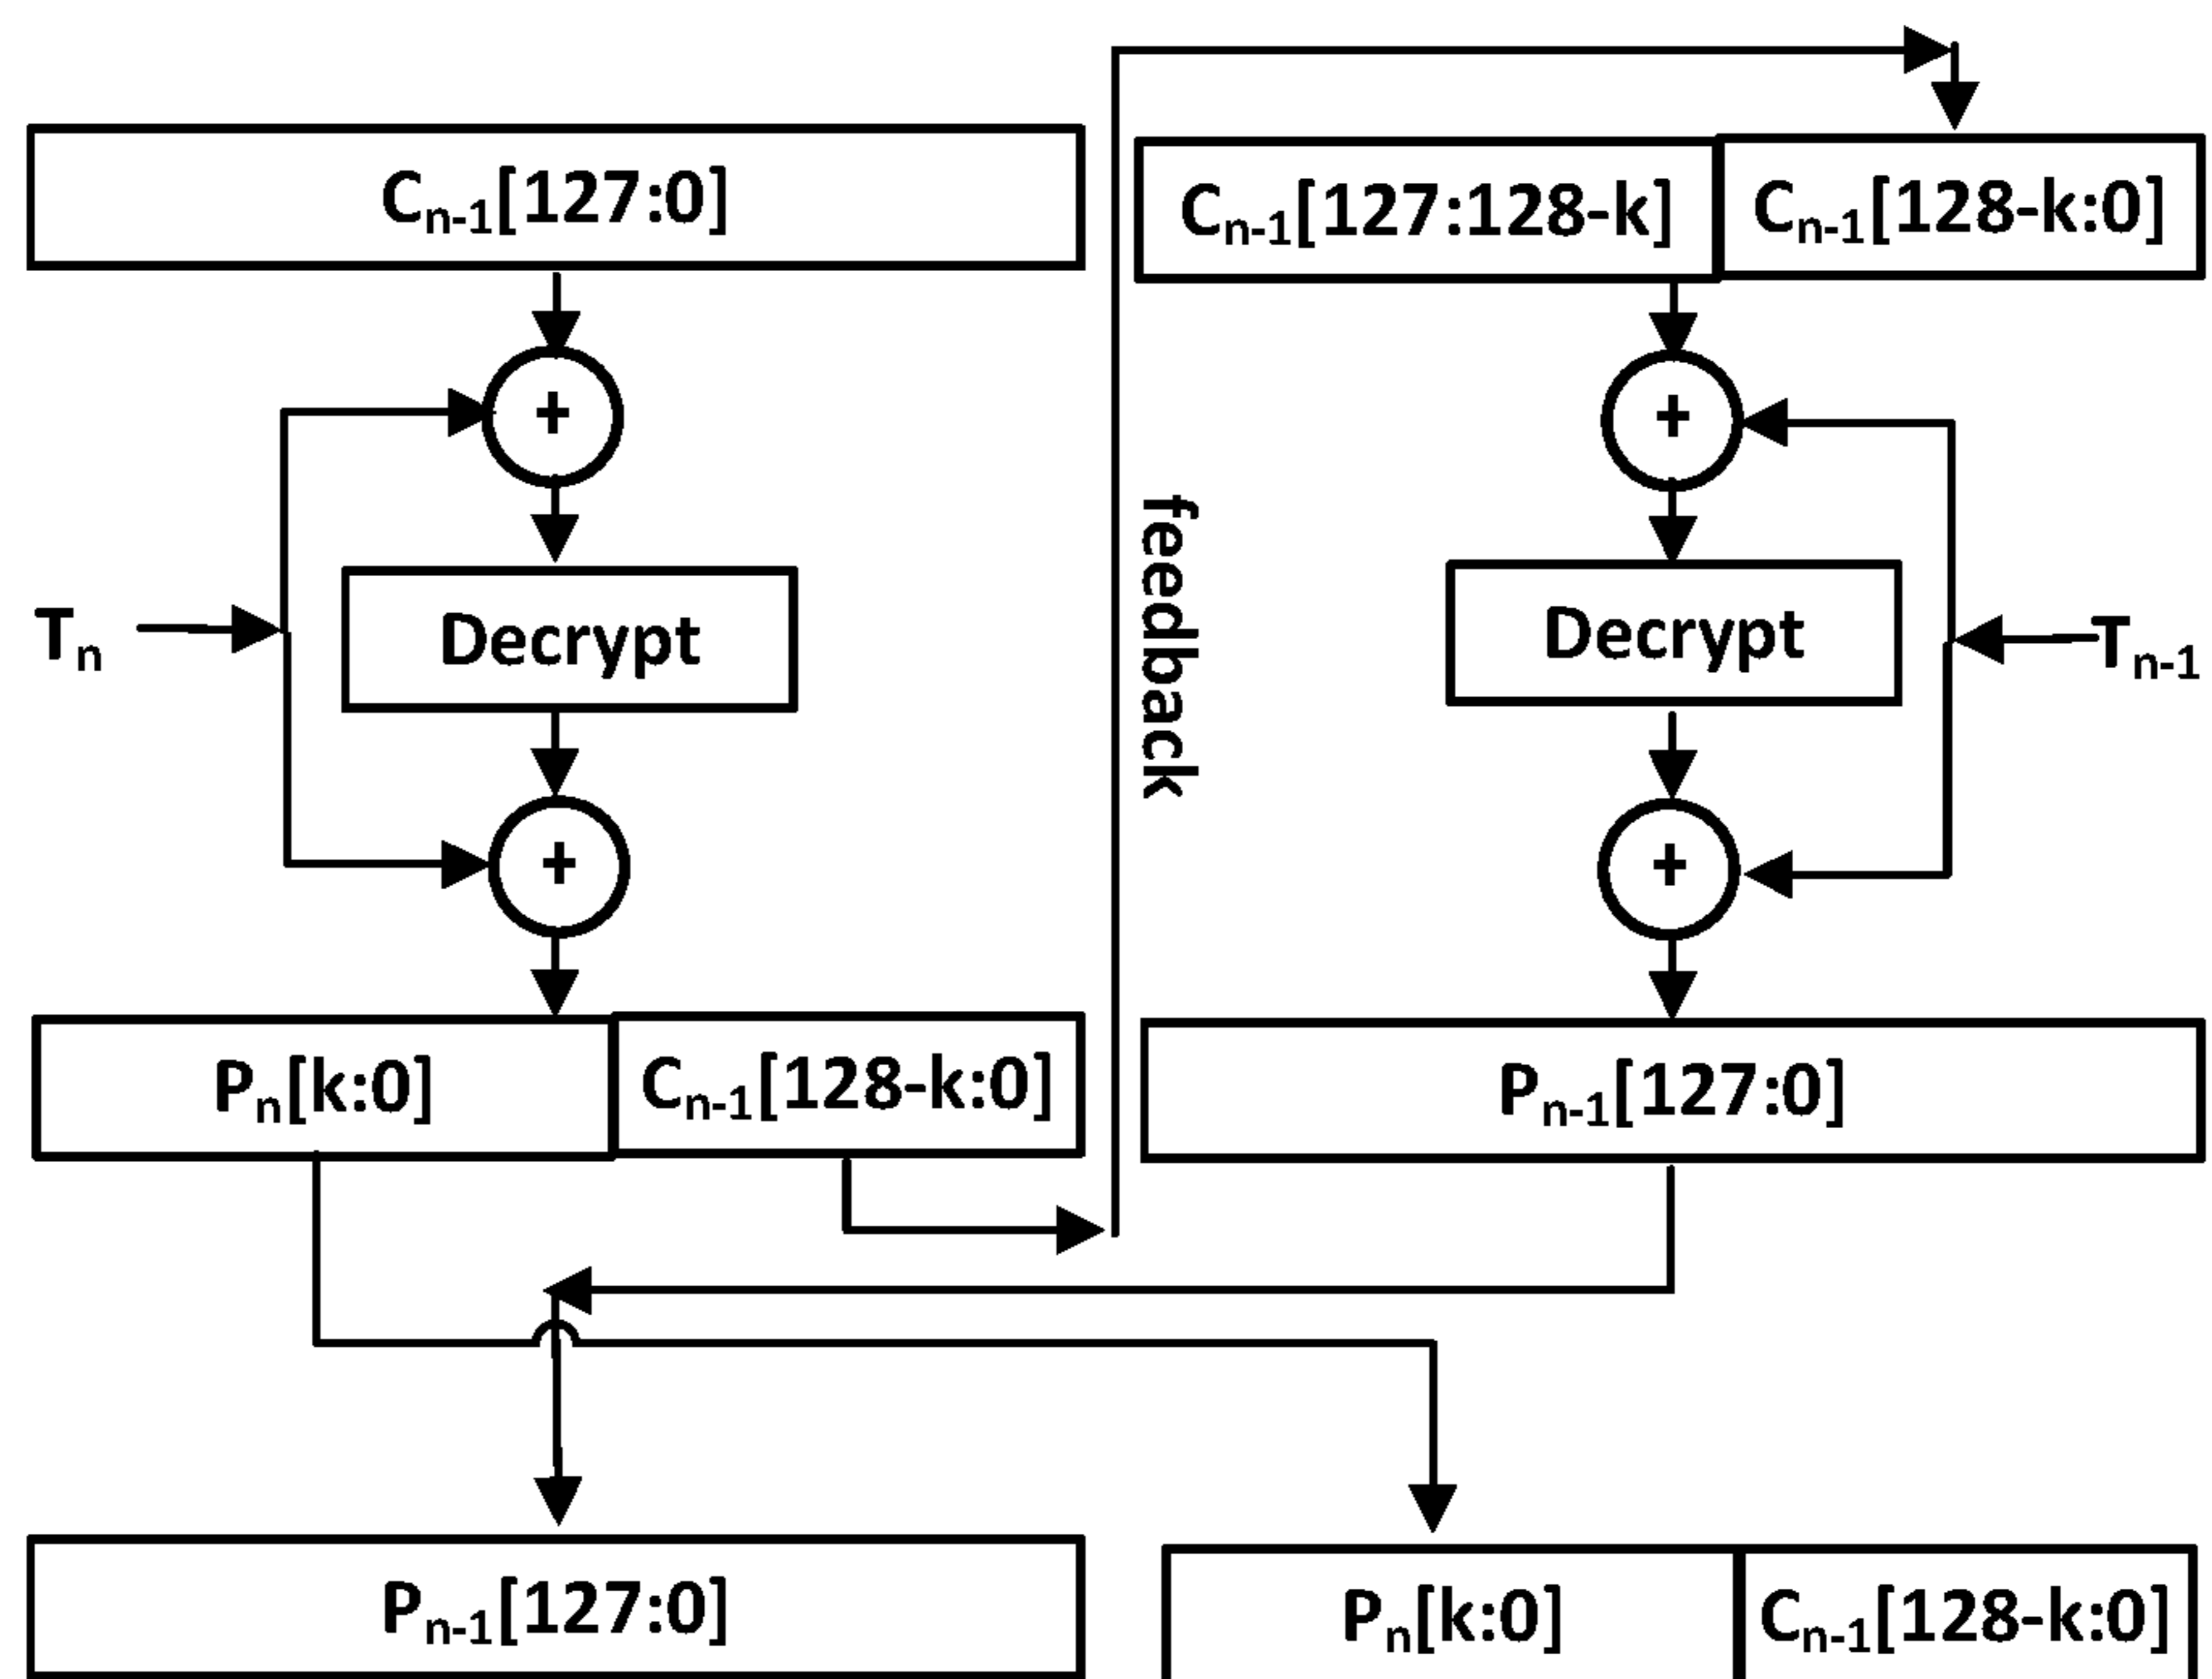 Cn-1[127:0]
Cn-1[127:128-k] Cn-1[128-k:0]
+
+
Tn
Decrypt
feedback
Decrypt
Tn-1
+
+
Pn[k:0] Cn-1[128-k:0]
Pn-1[127:0]
Pn-1[127:0]
Pn[k:0] Cn-1[128-k:0]